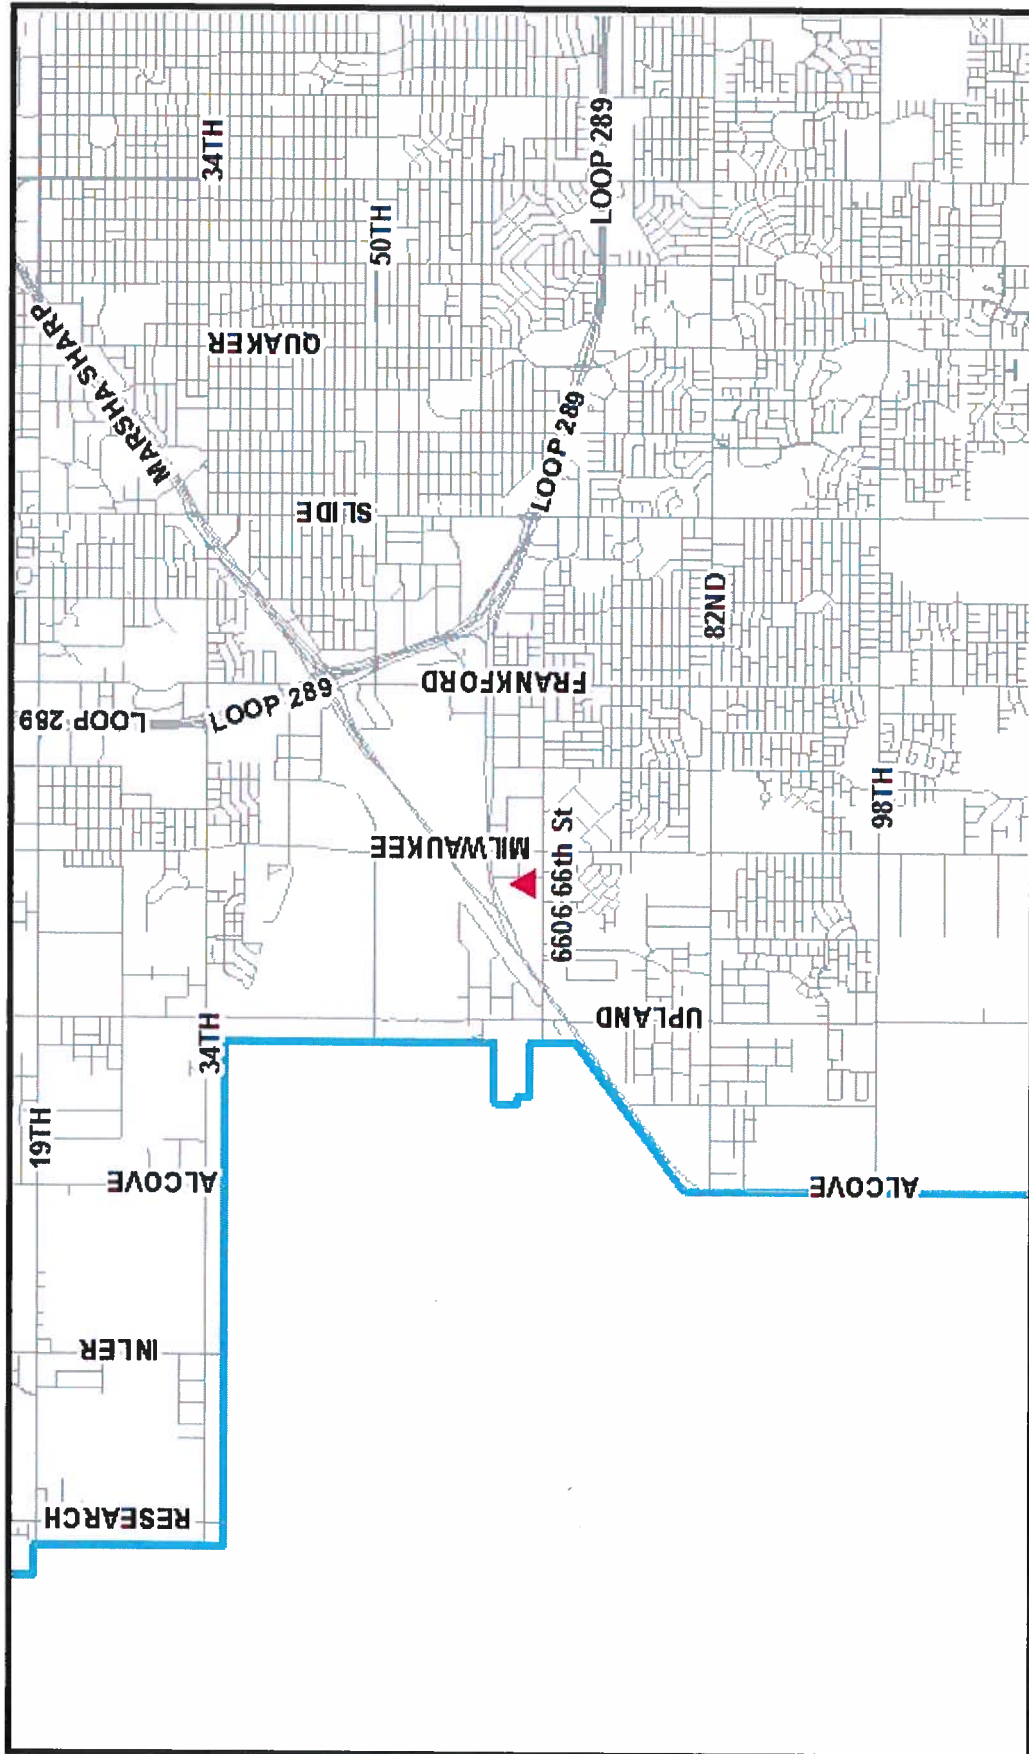 19TH
34TH
34TH
50TH
82ND
98TH
RESEARCH
INLER
ALCOVE
ALCOVE
UPLAND
MILWAUKEE
FRANKFORD
SLIDE
QUAKER
MARSHA SHARP
LOOP 289
LOOP 289
LOOP 289
LOOP 289
6606 66th St